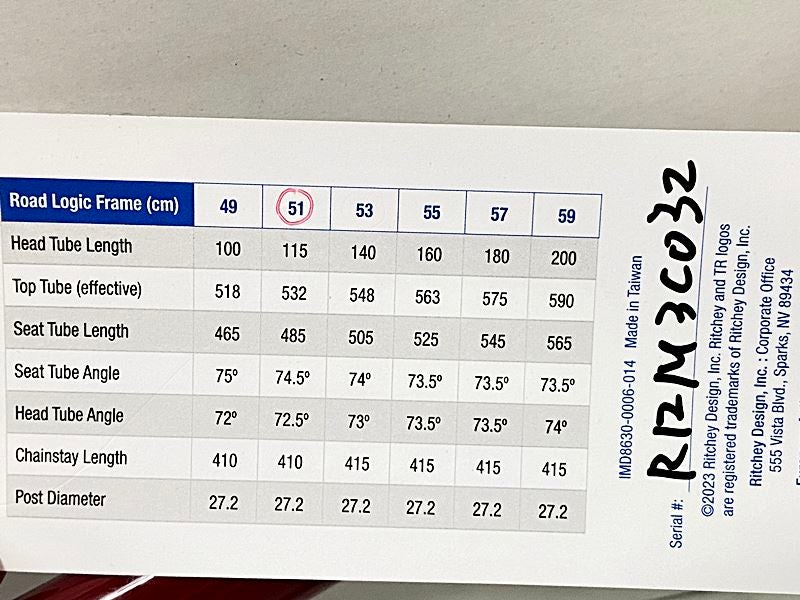 Road Logic Frame (cm) 49 51 53 55 57 59
Head Tube Length 100 115 140 160 180 200
Top Tube (effective) 518 532 548 563 575 590
Seat Tube Length 465 485 505 525 545 565
Seat Tube Angle 75º 74.5º 74º 73.5º 73.5º 73.5º
Head Tube Angle 72º 72.5º 73º 73.5º 73.5º 74º
Chainstay Length 410 410 415 415 415 415
Post Diameter 27.2 27.2 27.2 27.2 27.2 27.2
IMD8630-0006-014 Made in Taiwan
Serial #: R12M3C032
©2023 Ritchey Design, Inc. Ritchey and TR logos
are registered trademarks of Ritchey Design, Inc.
Ritchey Design, Inc. : Corporate Office
555 Vista Blvd., Sparks, NV 89434